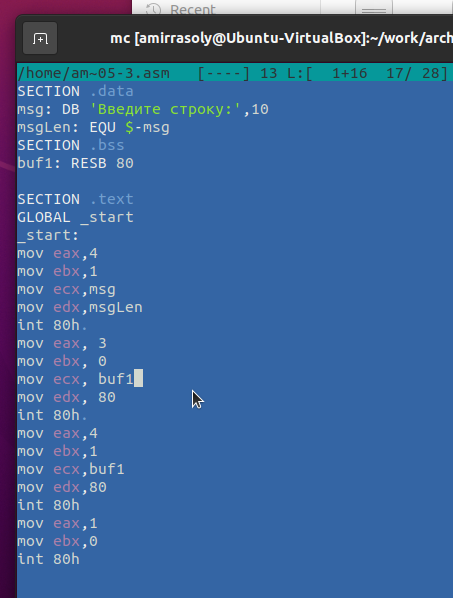 Recent
mc [amirrasoly@Ubuntu-VirtualBox]:~/work/arch
/home/am~05-3.asm   [----] 13 L:[  1+16  17/ 28]
SECTION .data
msg: DB 'Введите строку:',10
msgLen: EQU $-msg
SECTION .bss
buf1: RESB 80
SECTION .text
GLOBAL _start
_start:
mov eax,4
mov ebx,1
mov ecx,msg
mov edx,msgLen
int 80h.
mov eax, 3
mov ebx, 0
mov ecx, buf1
mov edx, 80
int 80h.
mov eax,4
mov ebx,1
mov ecx,buf1
mov edx,80
int 80h
mov eax,1
mov ebx,0
int 80h